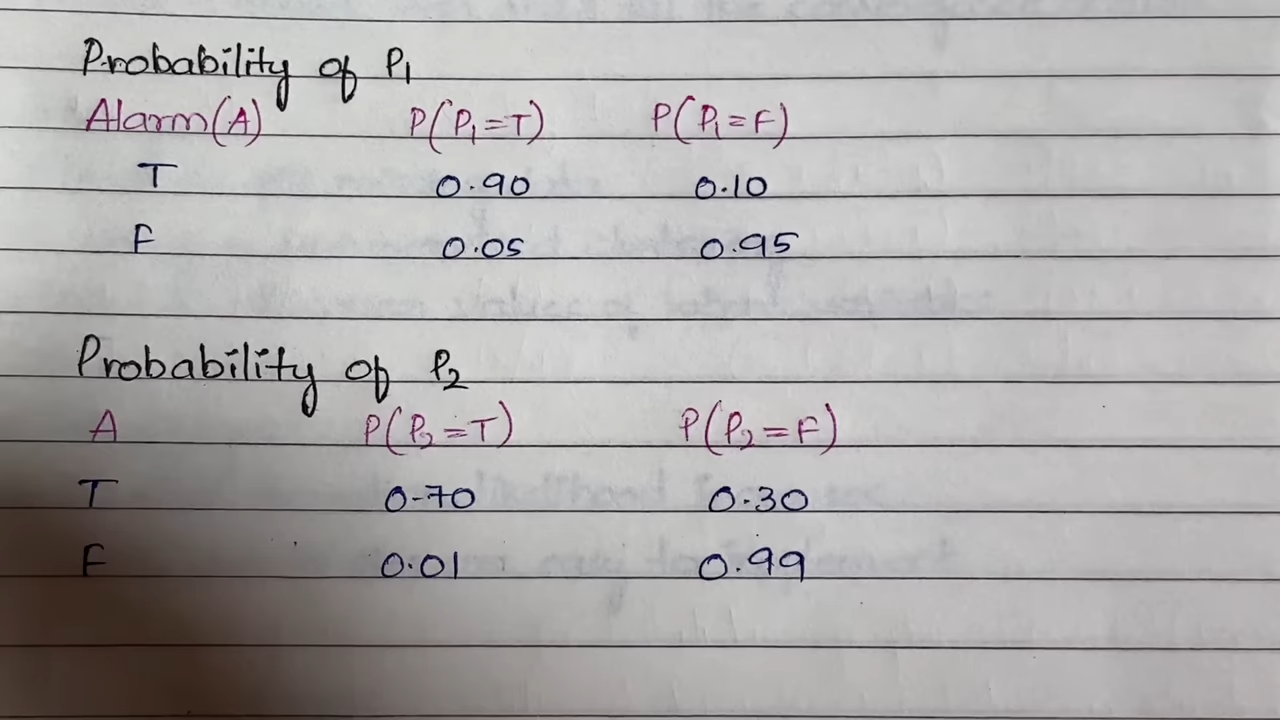 Probability of P1
Alarm(A) P(P1=T) P(P1=F)
T 0.90 0.10
F 0.05 0.95
Probability of P2
A P(P2=T) P(P2=F)
T 0.70 0.30
F 0.01 0.99